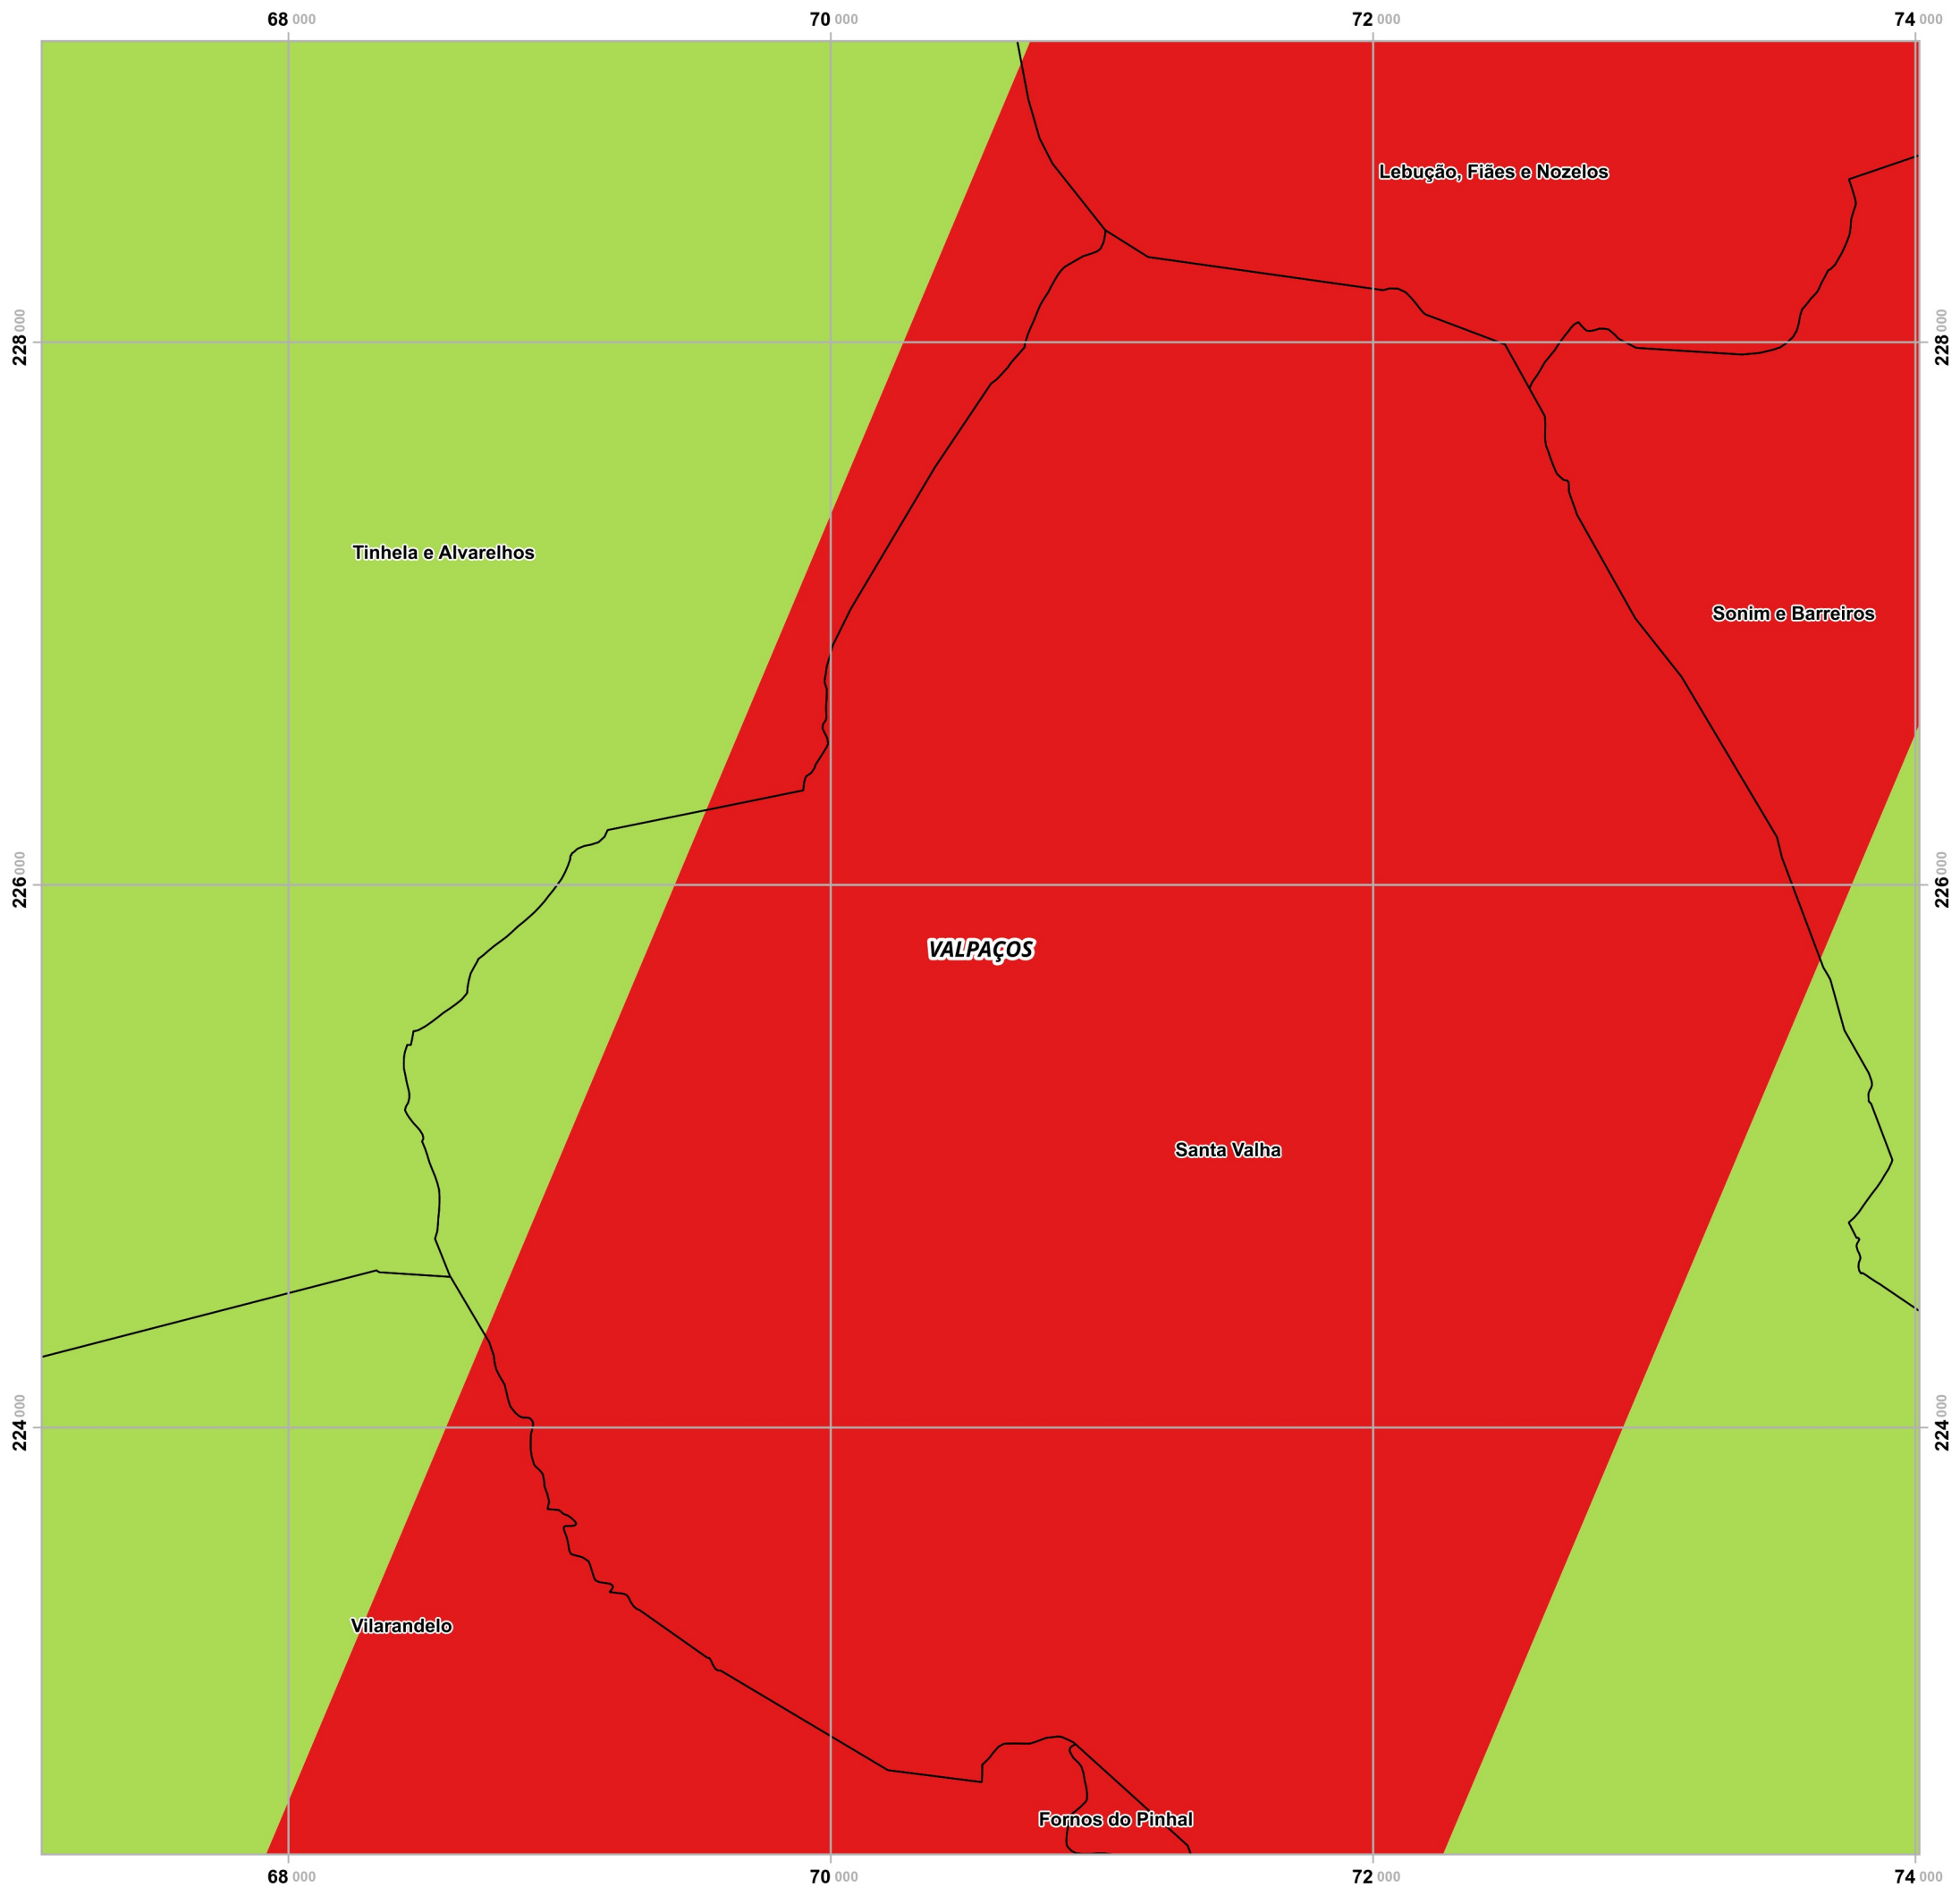 68 000 70 000 72 000 74 000
Lebução, Fiães e Nozelos
228 000 228 000
Tinhela e Alvarelhos
Sonim e Barreiros
226 000 226 000
VALPAÇOS
Santa Valha
224 000 224 000
Vilarandelo
Fornos do Pinhal
68 000 70 000 72 000 74 000